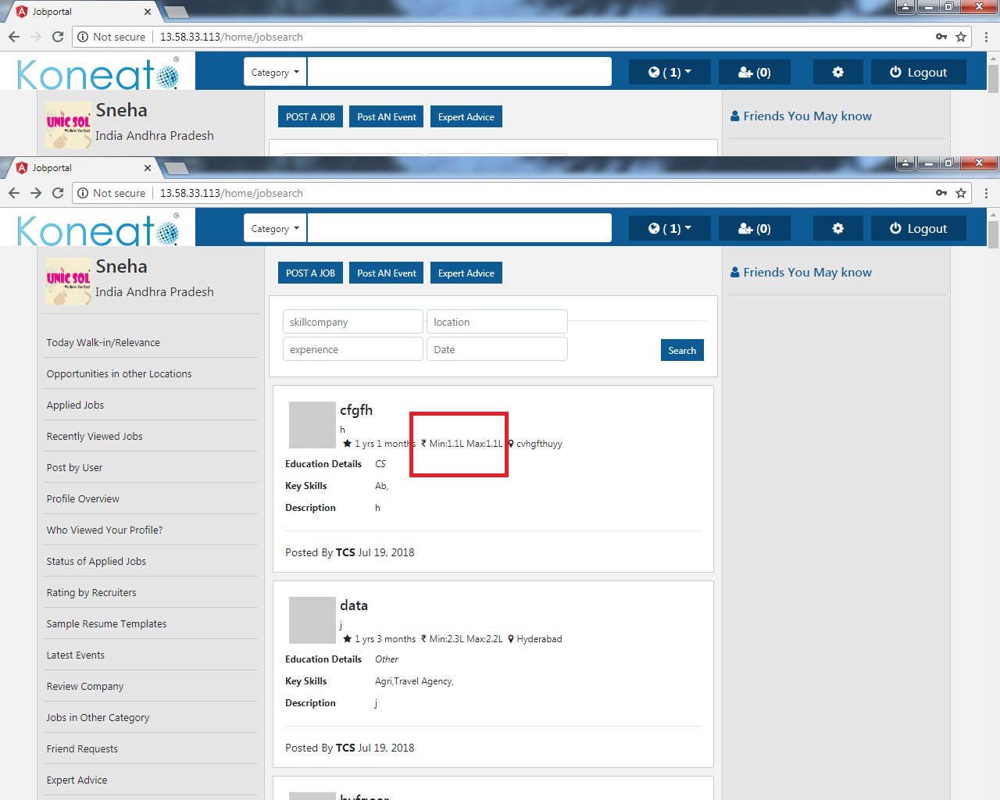 Jobportal
Not secure 13.58.33.113/home/jobsearch
Koneato
Category
( 1)
(0)
Logout
UNIC SOL
Sneha
India Andhra Pradesh
POST A JOB Post AN Event Expert Advice
Friends You May know
Jobportal
Not secure 13.58.33.113/home/jobsearch
Koneato
Category
( 1)
(0)
Logout
UNIC SOL
Sneha
India Andhra Pradesh
POST A JOB Post AN Event Expert Advice
Friends You May know
Today Walk-in/Relevance
Opportunities in other Locations
Applied Jobs
Recently Viewed Jobs
Post by User
Profile Overview
Who Viewed Your Profile?
Status of Applied Jobs
Rating by Recruiters
Sample Resume Templates
Latest Events
Review Company
Jobs in Other Category
Friend Requests
Expert Advice
skillcompany location
experience Date
Search
cfgfh
h
1 yrs 1 months ₹ Min:1.1L Max:1.1L cvhgfthuyy
Education Details CS
Key Skills Ab,
Description h
Posted By TCS Jul 19, 2018
data
j
1 yrs 3 months ₹ Min:2.3L Max:2.2L Hyderabad
Education Details Other
Key Skills Agri,Travel Agency,
Description j
Posted By TCS Jul 19, 2018